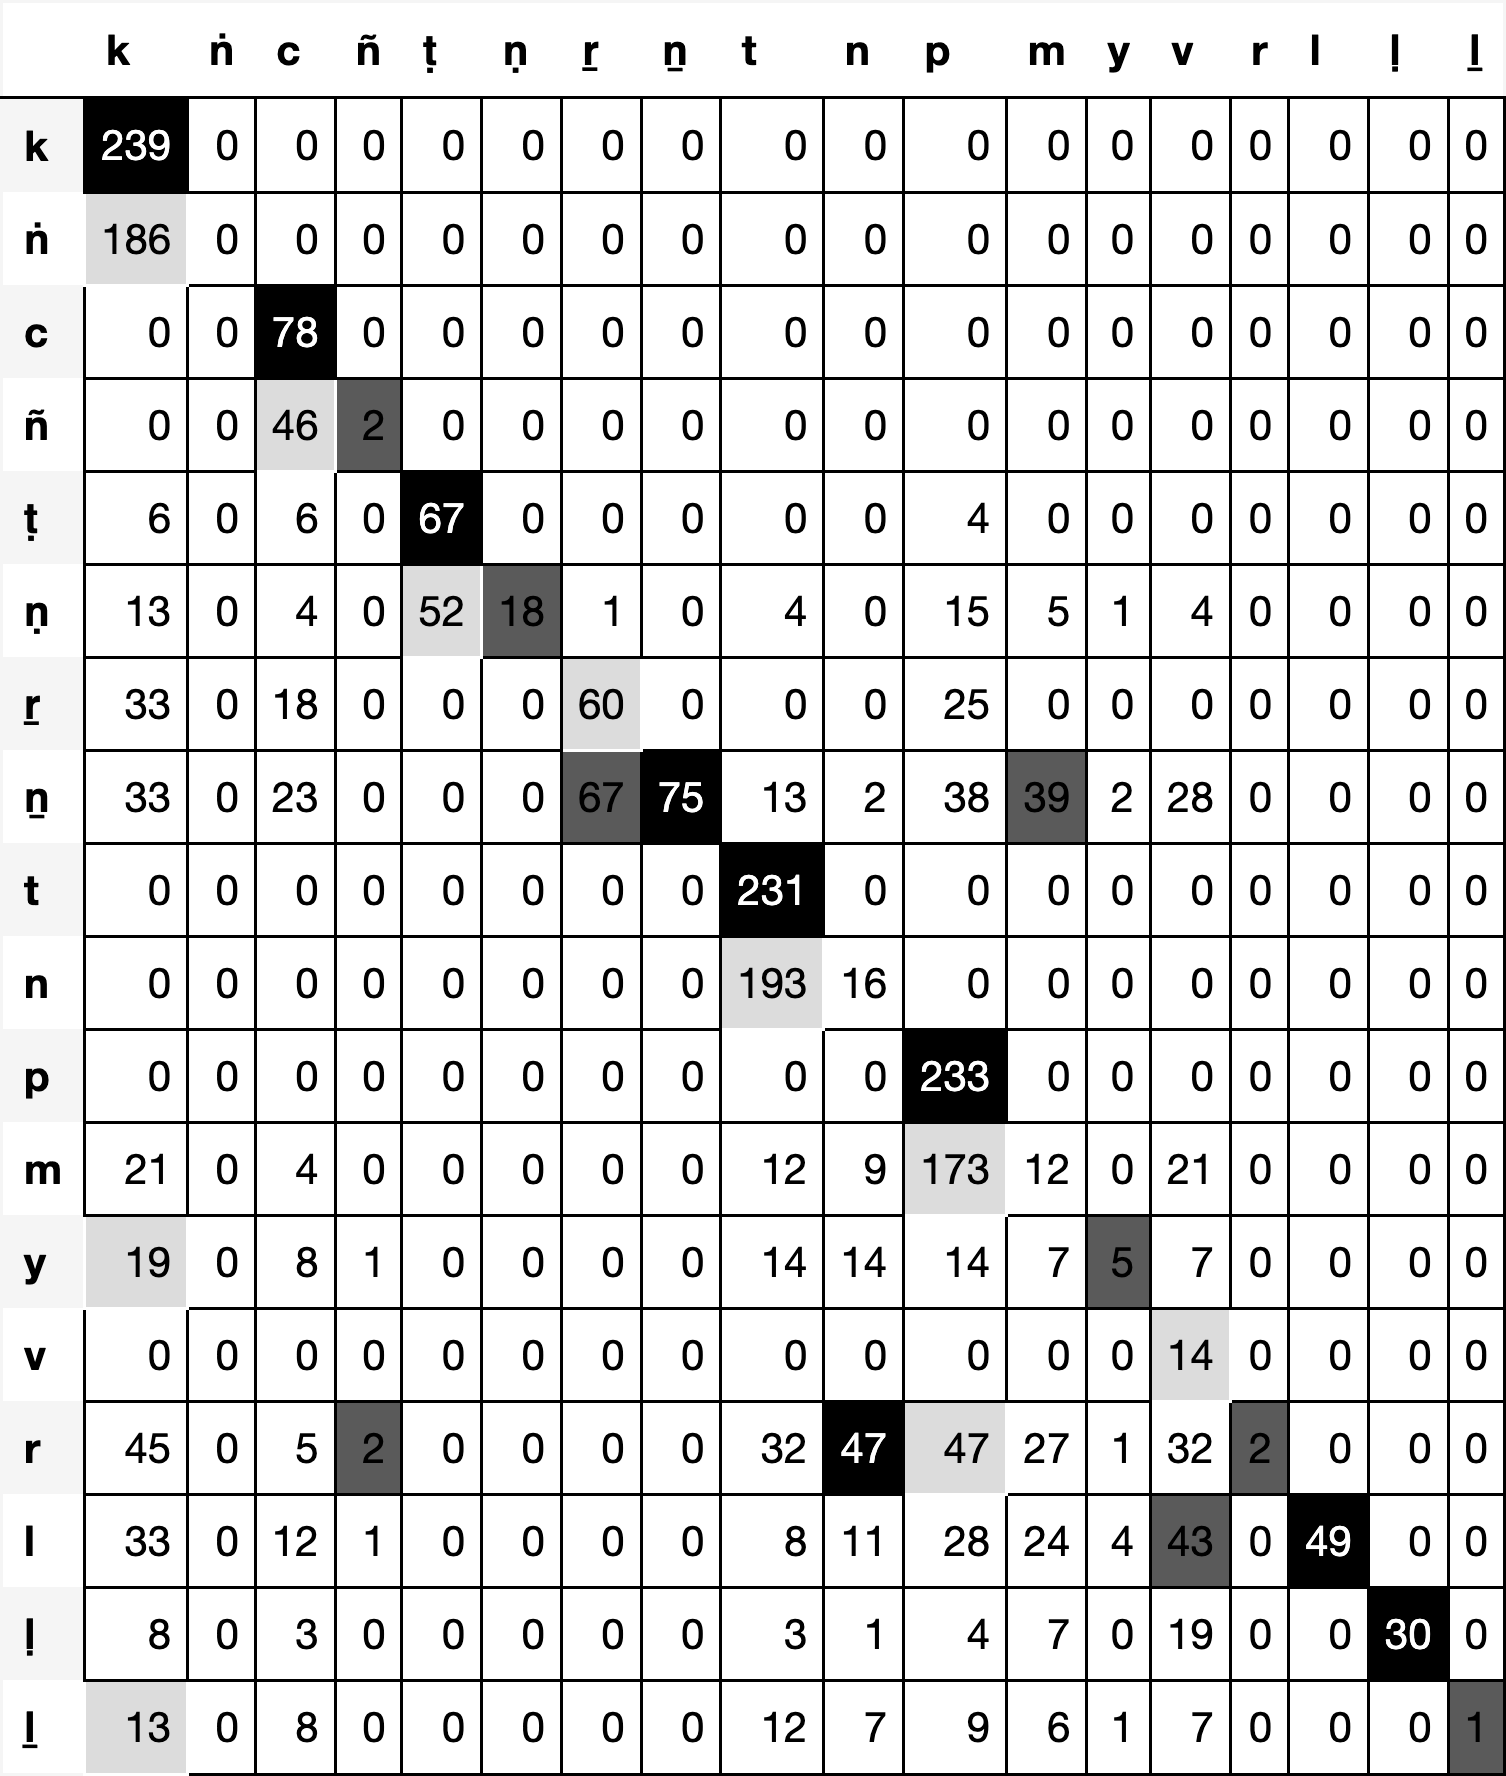 k ṅ c ñ ṭ ṇ ṟ ṉ t n p m y v r l ḷ ḻ
k 239 0 0 0 0 0 0 0 0 0 0 0 0 0 0 0 0 0
ṅ 186 0 0 0 0 0 0 0 0 0 0 0 0 0 0 0 0 0
c 0 0 78 0 0 0 0 0 0 0 0 0 0 0 0 0 0 0
ñ 0 0 46 2 0 0 0 0 0 0 0 0 0 0 0 0 0 0
ṭ 6 0 6 0 67 0 0 0 0 0 4 0 0 0 0 0 0 0
ṇ 13 0 4 0 52 18 1 0 4 0 15 5 1 4 0 0 0 0
ṟ 33 0 18 0 0 0 60 0 0 0 25 0 0 0 0 0 0 0
ṉ 33 0 23 0 0 0 67 75 13 2 38 39 2 28 0 0 0 0
t 0 0 0 0 0 0 0 0 231 0 0 0 0 0 0 0 0 0
n 0 0 0 0 0 0 0 0 193 16 0 0 0 0 0 0 0 0
p 0 0 0 0 0 0 0 0 0 0 233 0 0 0 0 0 0 0
m 21 0 4 0 0 0 0 0 12 9 173 12 0 21 0 0 0 0
y 19 0 8 1 0 0 0 0 14 14 14 7 5 7 0 0 0 0
v 0 0 0 0 0 0 0 0 0 0 0 0 0 14 0 0 0 0
r 45 0 5 2 0 0 0 0 32 47 47 27 1 32 2 0 0 0
l 33 0 12 1 0 0 0 0 8 11 28 24 4 43 0 49 0 0
ḷ 8 0 3 0 0 0 0 0 3 1 4 7 0 19 0 0 30 0
ḻ 13 0 8 0 0 0 0 0 12 7 9 6 1 7 0 0 0 1